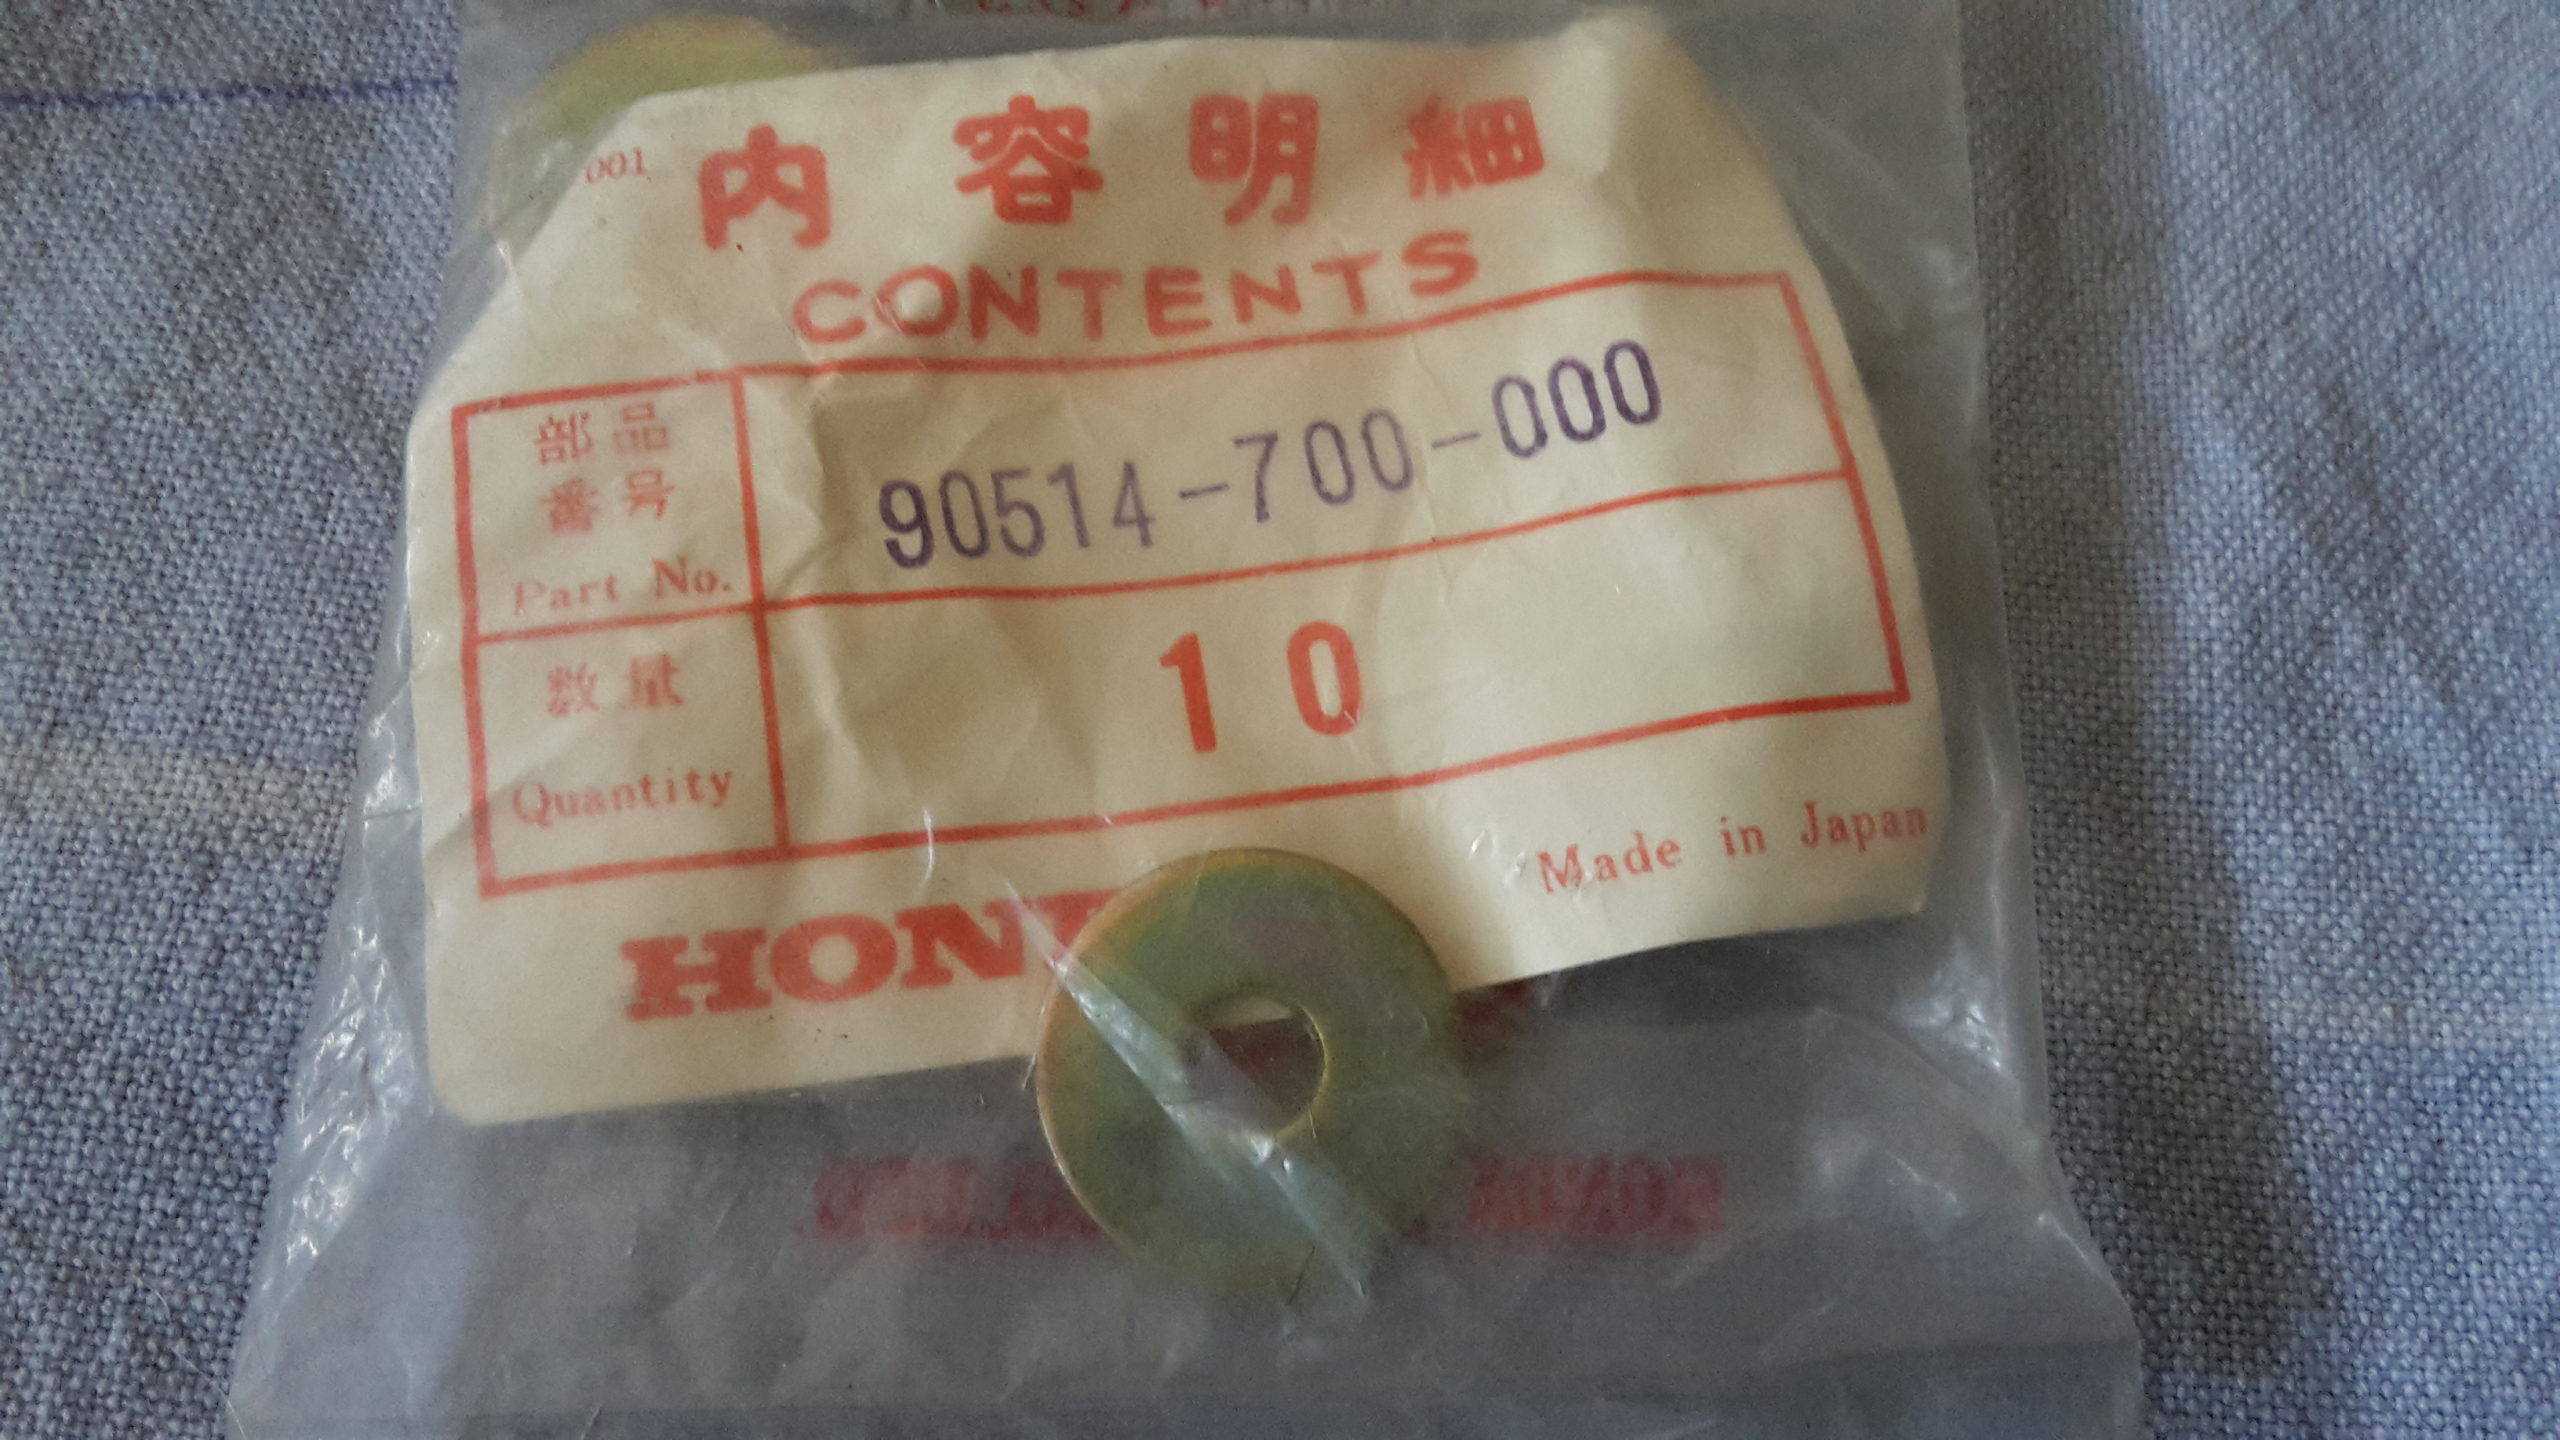 001
内容明細
CONTENTS
部品
番号
Part No.
90514-700-000
数量
Quantity
10
Made in Japan
HON